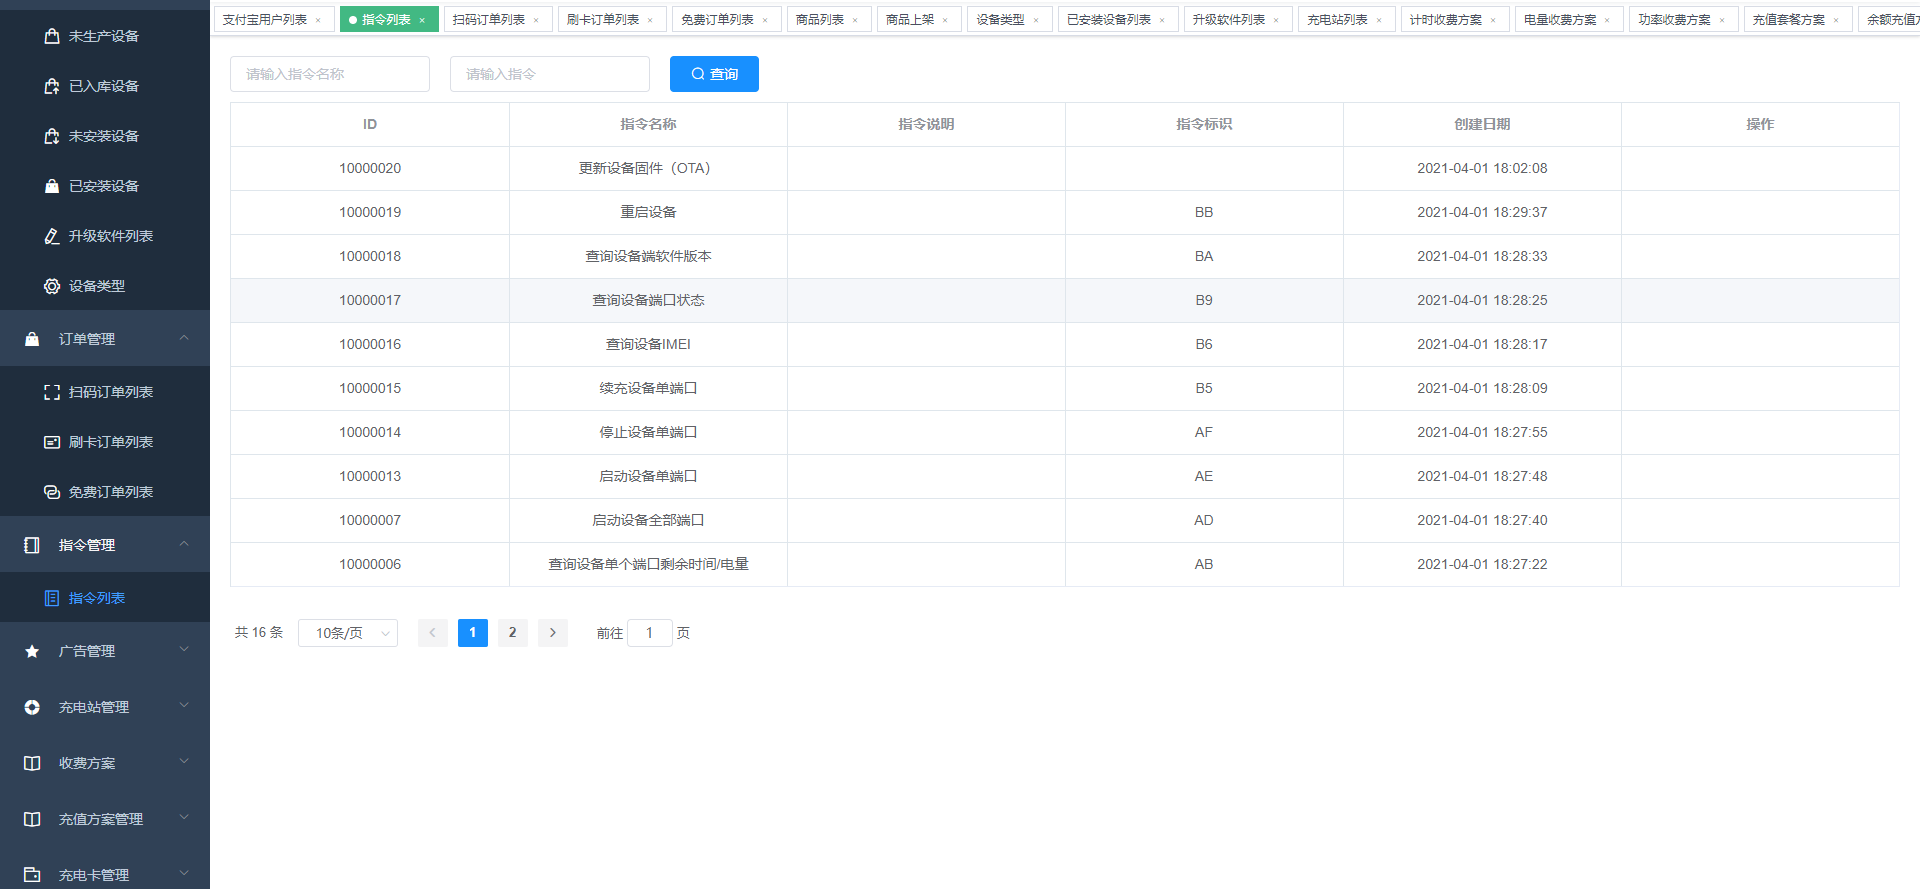 未生产设备
已入库设备
未安装设备
已安装设备
升级软件列表
设备类型
订单管理
扫码订单列表
刷卡订单列表
免费订单列表
指令管理
指令列表
广告管理
充电站管理
收费方案
充值方案管理
充电卡管理
支付宝用户列表 × 指令列表 × 扫码订单列表 × 刷卡订单列表 × 免费订单列表 × 商品列表 × 商品上架 × 设备类型 × 已安装设备列表 × 升级软件列表 × 充电站列表 × 计时收费方案 × 电量收费方案 × 功率收费方案 × 充值套餐方案 × 余额充值
请输入指令名称 请输入指令 查询
ID 指令名称 指令说明 指令标识 创建日期 操作
10000020 更新设备固件（OTA） 2021-04-01 18:02:08
10000019 重启设备 BB 2021-04-01 18:29:37
10000018 查询设备端软件版本 BA 2021-04-01 18:28:33
10000017 查询设备端口状态 B9 2021-04-01 18:28:25
10000016 查询设备IMEI B6 2021-04-01 18:28:17
10000015 续充设备单端口 B5 2021-04-01 18:28:09
10000014 停止设备单端口 AF 2021-04-01 18:27:55
10000013 启动设备单端口 AE 2021-04-01 18:27:48
10000007 启动设备全部端口 AD 2021-04-01 18:27:40
10000006 查询设备单个端口剩余时间/电量 AB 2021-04-01 18:27:22
共 16 条 10条/页 1 2 前往 1 页